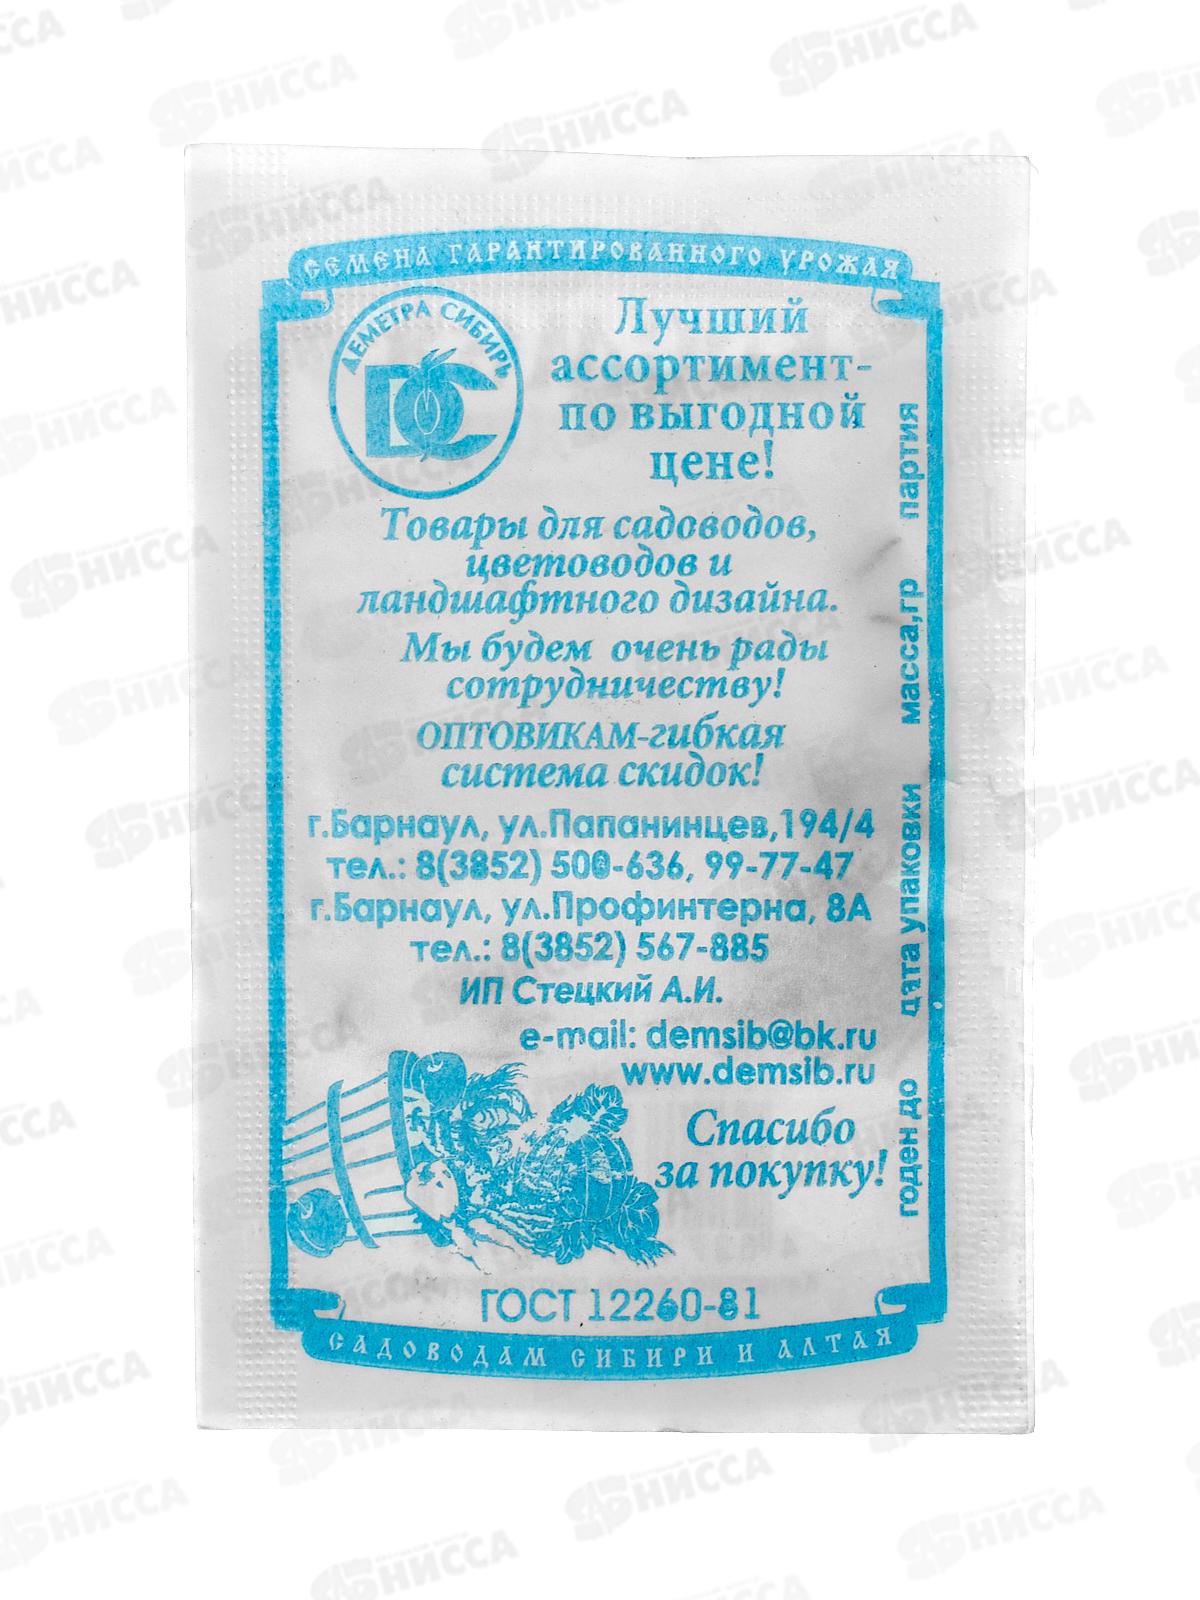 СЕМЕНА ГАРАНТИРОВАННОГО УРОЖАЯ
ДЕМЕТРА СИБИРЬ
DC
Лучший
ассортимент-
по выгодной
цене!
Товары для садоводов,
цветоводов и
ландшафтного дизайна.
Мы будем очень рады
сотрудничеству!
ОПТОВИКАМ-гибкая
система скидок!
г.Барнаул, ул.Папанинцев,194/4
тел.: 8(3852) 500-636, 99-77-47
г.Барнаул, ул.Профинтерна, 8А
тел.: 8(3852) 567-885
ИП Стецкий А.И.
e-mail: demsib@bk.ru
www.demsib.ru
Спасибо
за покупку!
годен до дата упаковки масса,гр партия
ГОСТ 12260-81
САДОВОДАМ СИБИРИ И АЛТАЯ
НИССА